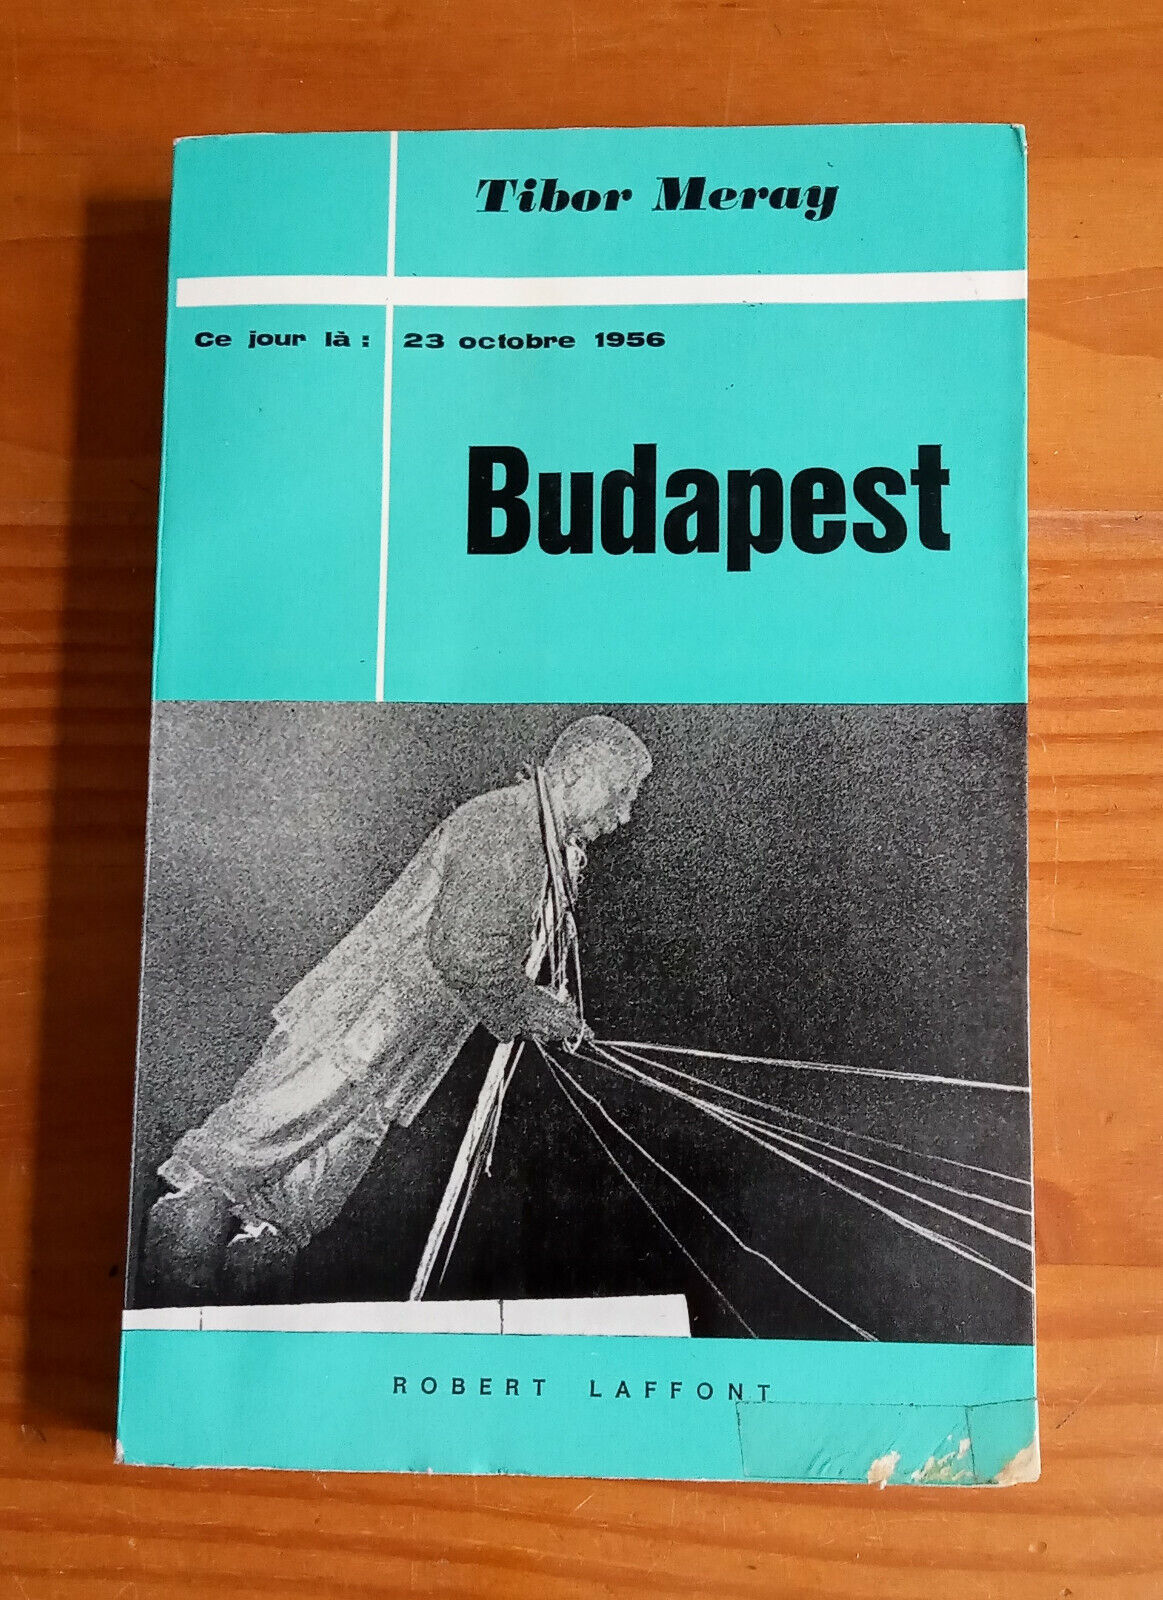 Tibor Meray
Ce jour là : 23 octobre 1956
Budapest
ROBERT LAFFONT